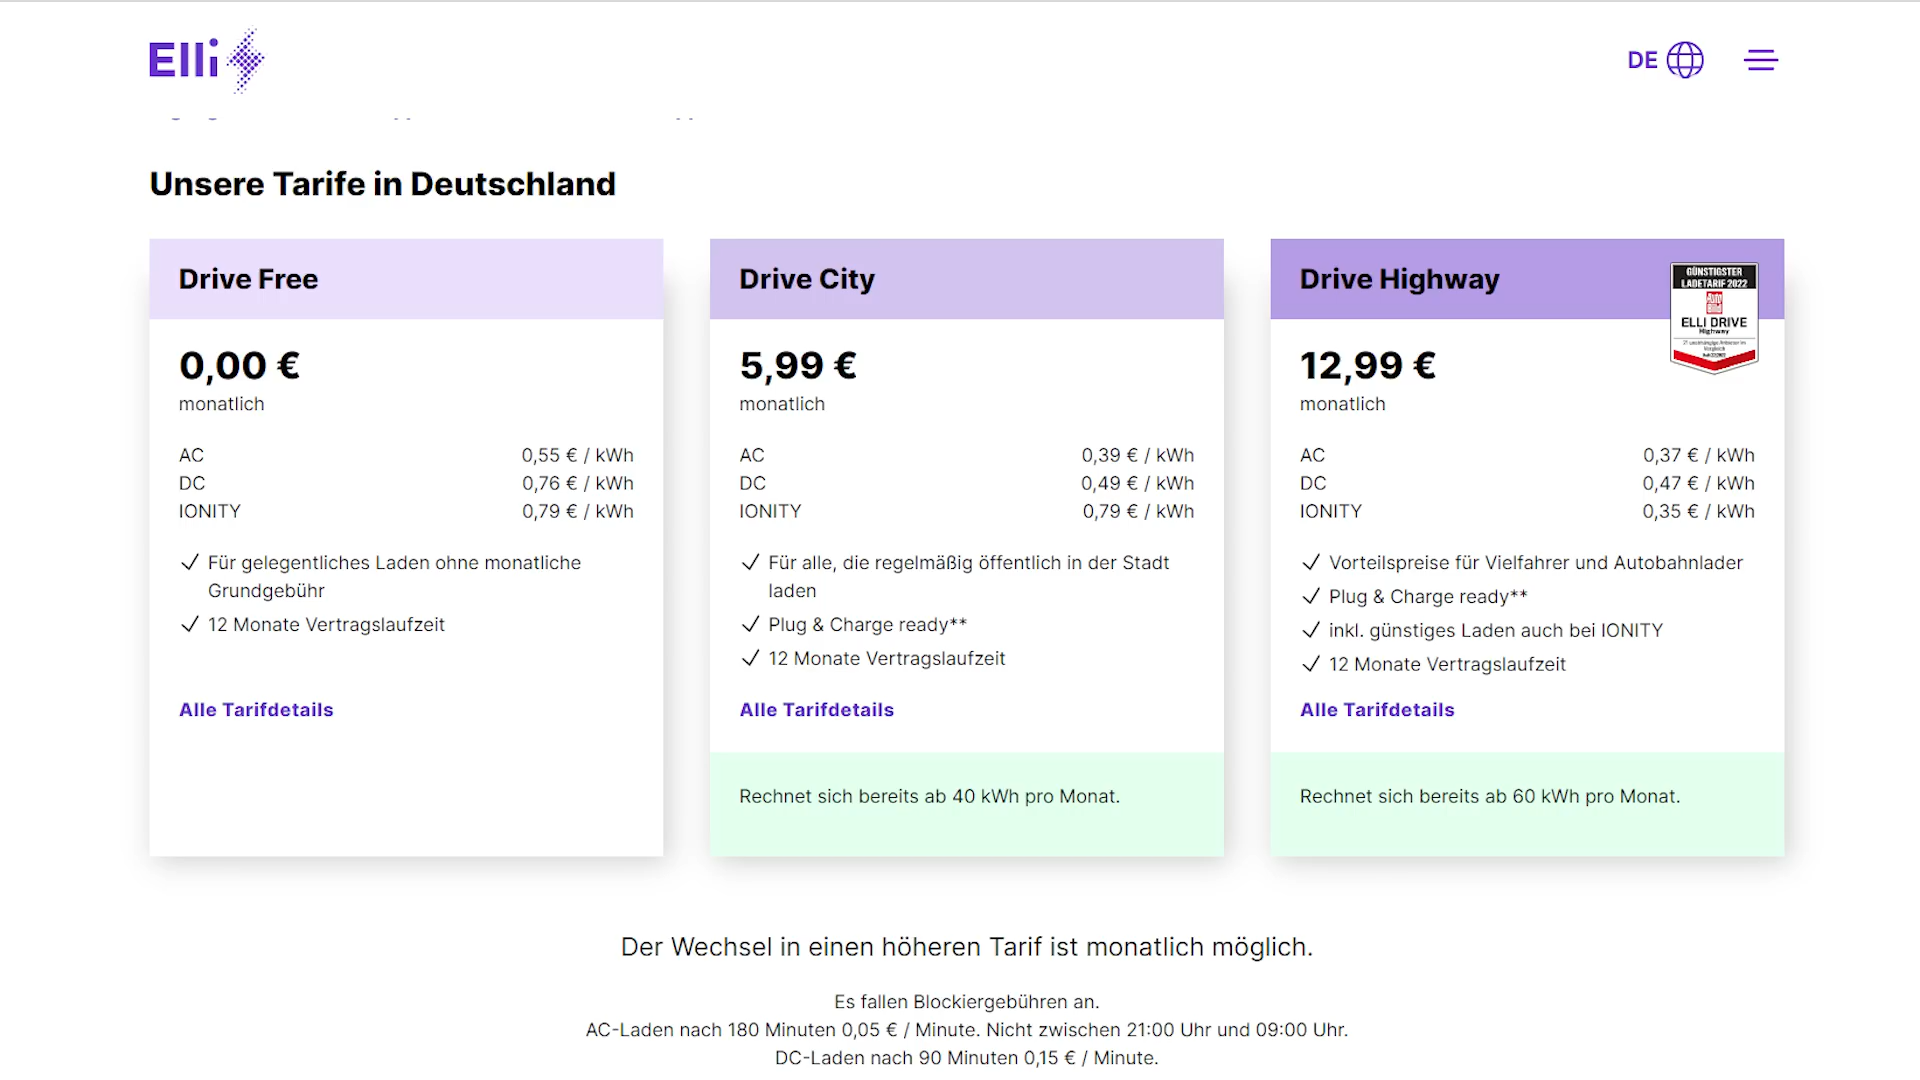 Elli
DE
Unsere Tarife in Deutschland
Drive Free
0,00 €
monatlich
AC 0,55 € / kWh
DC 0,76 € / kWh
IONITY 0,79 € / kWh
Für gelegentliches Laden ohne monatliche
Grundgebühr
12 Monate Vertragslaufzeit
Alle Tarifdetails
Drive City
5,99 €
monatlich
AC 0,39 € / kWh
DC 0,49 € / kWh
IONITY 0,79 € / kWh
Für alle, die regelmäßig öffentlich in der Stadt
laden
Plug & Charge ready**
12 Monate Vertragslaufzeit
Alle Tarifdetails
Rechnet sich bereits ab 40 kWh pro Monat.
Drive Highway
GÜNSTIGSTER
LADETARIF 2022
Auto
Bild
ELLI DRIVE
Highway
12,99 €
monatlich
AC 0,37 € / kWh
DC 0,47 € / kWh
IONITY 0,35 € / kWh
Vorteilspreise für Vielfahrer und Autobahnlader
Plug & Charge ready**
inkl. günstiges Laden auch bei IONITY
12 Monate Vertragslaufzeit
Alle Tarifdetails
Rechnet sich bereits ab 60 kWh pro Monat.
Der Wechsel in einen höheren Tarif ist monatlich möglich.
Es fallen Blockiergebühren an.
AC-Laden nach 180 Minuten 0,05 € / Minute. Nicht zwischen 21:00 Uhr und 09:00 Uhr.
DC-Laden nach 90 Minuten 0,15 € / Minute.